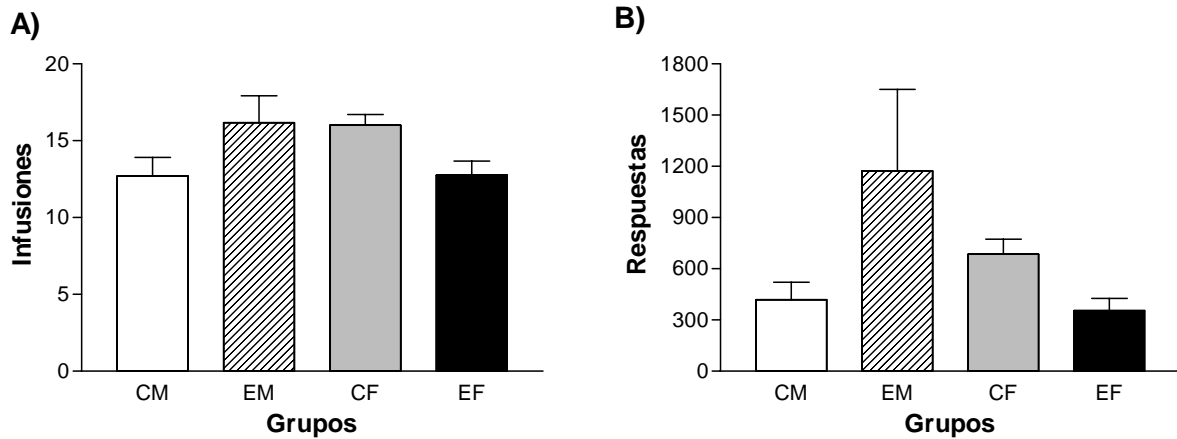 A)
Infusiones
20
15
10
5
0
CM EM CF EF
Grupos
B)
Respuestas
1800
1500
1200
900
600
300
0
CM EM CF EF
Grupos